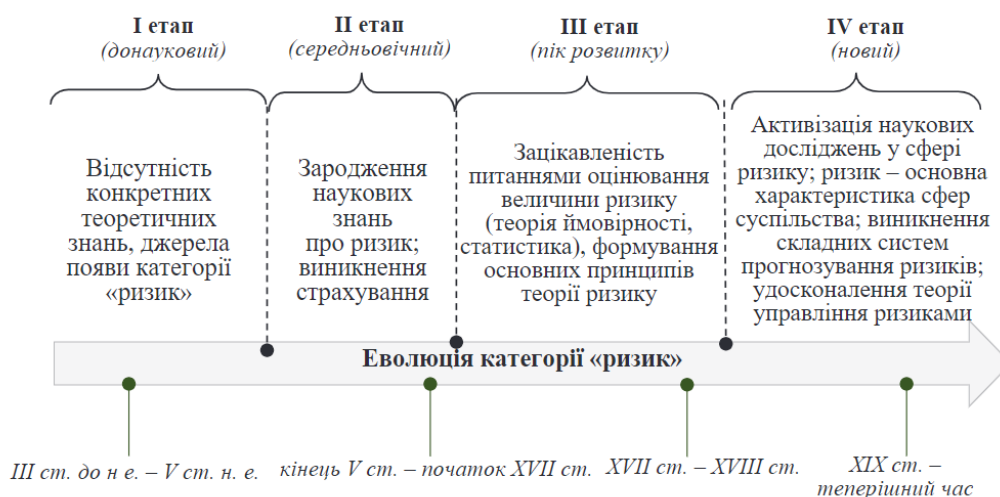 I етап
(донауковий)
II етап
(середньовічний)
III етап
(пік розвитку)
IV етап
(новий)
Відсутність
конкретних
теоретичних
знань, джерела
появи категорії
«ризик»
Зародження
наукових
знань
про ризик;
виникнення
страхування
Зацікавленість
питаннями оцінювання
величини ризику
(теорія ймовірності,
статистика), формування
основних принципів
теорії ризику
Активізація наукових
досліджень у сфері
ризику; ризик – основна
характеристика сфер
суспільства; виникнення
складних систем
прогнозування ризиків;
удосконалення теорії
управління ризиками
Еволюція категорії «ризик»
III ст. до н е. – V ст. н. е.
кінець V ст. – початок XVII ст.
XVII ст. – XVIII ст.
XIX ст. –
теперішній час